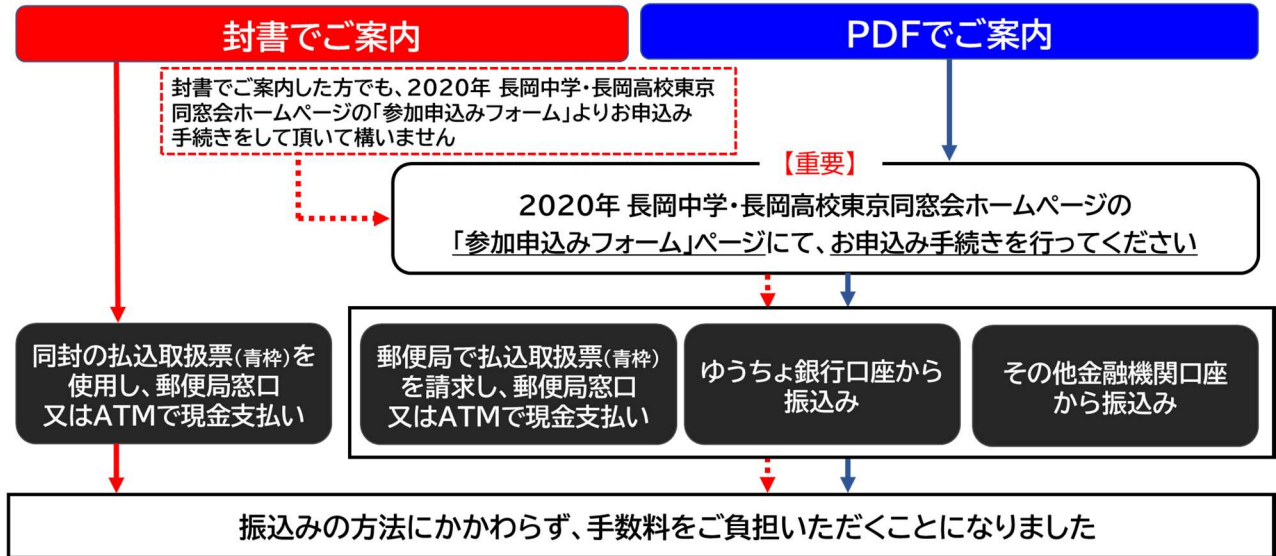 封書でご案内
PDFでご案内
封書でご案内した方でも、2020年 長岡中学・長岡高校東京
同窓会ホームページの「参加申込みフォーム」よりお申込み
手続きをして頂いて構いません
【重要】
2020年 長岡中学・長岡高校東京同窓会ホームページの
「参加申込みフォーム」ページにて、お申込み手続きを行ってください
同封の払込取扱票(青枠)を
使用し、郵便局窓口
又はATMで現金支払い
郵便局で払込取扱票(青枠)
を請求し、郵便局窓口
又はATMで現金支払い
ゆうちょ銀行口座から
振込み
その他金融機関口座
から振込み
振込みの方法にかかわらず、手数料をご負担いただくことになりました